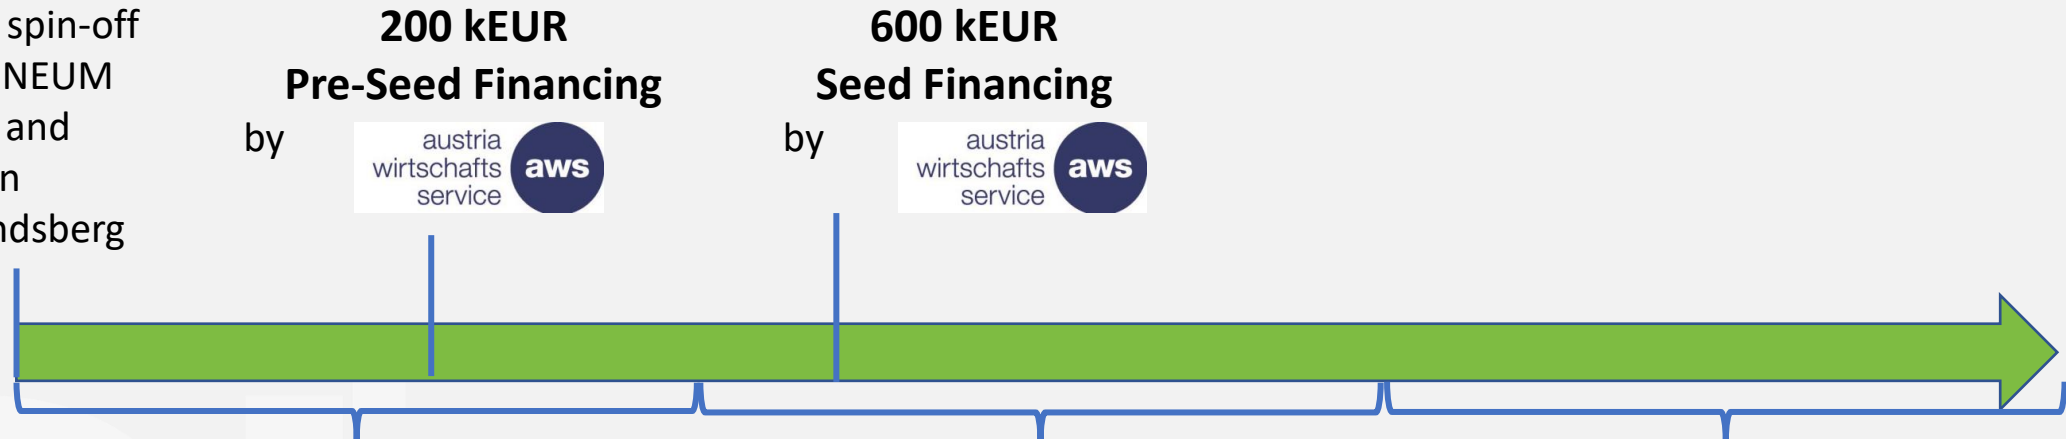 spin-off
NEUM
and
n
ndsberg
200 kEUR
Pre-Seed Financing
by
austria
wirtschafts
service
aws
600 kEUR
Seed Financing
by
austria
wirtschafts
service
aws